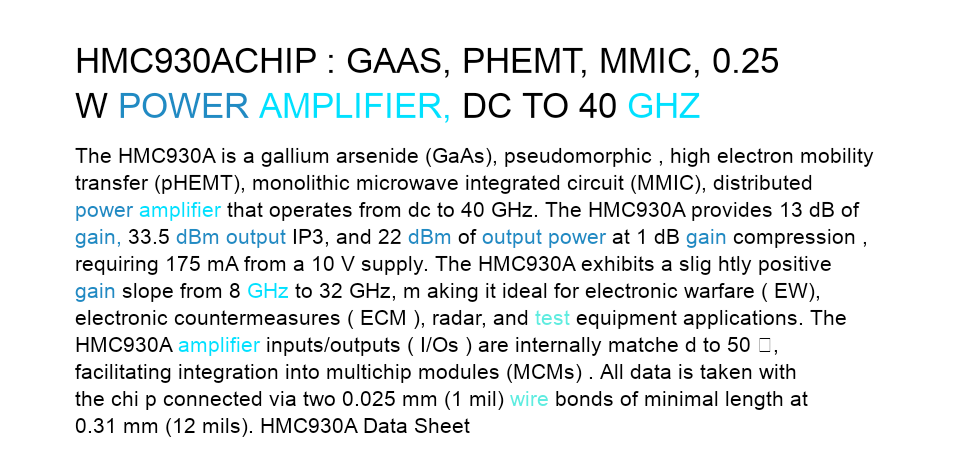 HMC930ACHIP : GAAS, PHEMT, MMIC, 0.25
W POWER AMPLIFIER, DC TO 40 GHZ
The HMC930A is a gallium arsenide (GaAs), pseudomorphic , high electron mobility
transfer (pHEMT), monolithic microwave integrated circuit (MMIC), distributed
power amplifier that operates from dc to 40 GHz. The HMC930A provides 13 dB of
gain, 33.5 dBm output IP3, and 22 dBm of output power at 1 dB gain compression ,
requiring 175 mA from a 10 V supply. The HMC930A exhibits a slig htly positive
gain slope from 8 GHz to 32 GHz, m aking it ideal for electronic warfare ( EW),
electronic countermeasures ( ECM ), radar, and test equipment applications. The
HMC930A amplifier inputs/outputs ( I/Os ) are internally matche d to 50 □,
facilitating integration into multichip modules (MCMs) . All data is taken with
the chi p connected via two 0.025 mm (1 mil) wire bonds of minimal length at
0.31 mm (12 mils). HMC930A Data Sheet